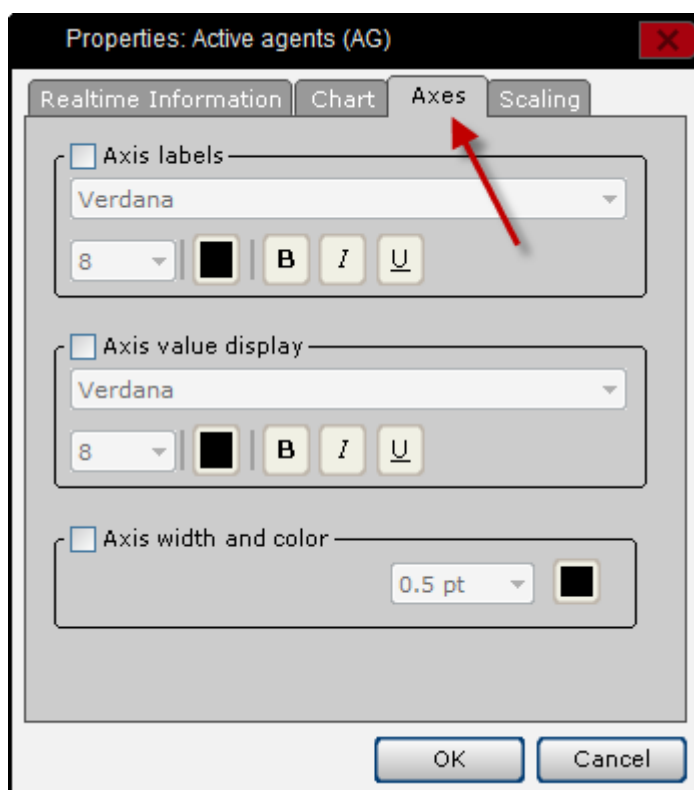 Properties: Active agents (AG)
Realtime Information Chart Axes Scaling
Axis labels
Verdana
8 B I U
Axis value display
Verdana
8 B I U
Axis width and color
0.5 pt
OK Cancel